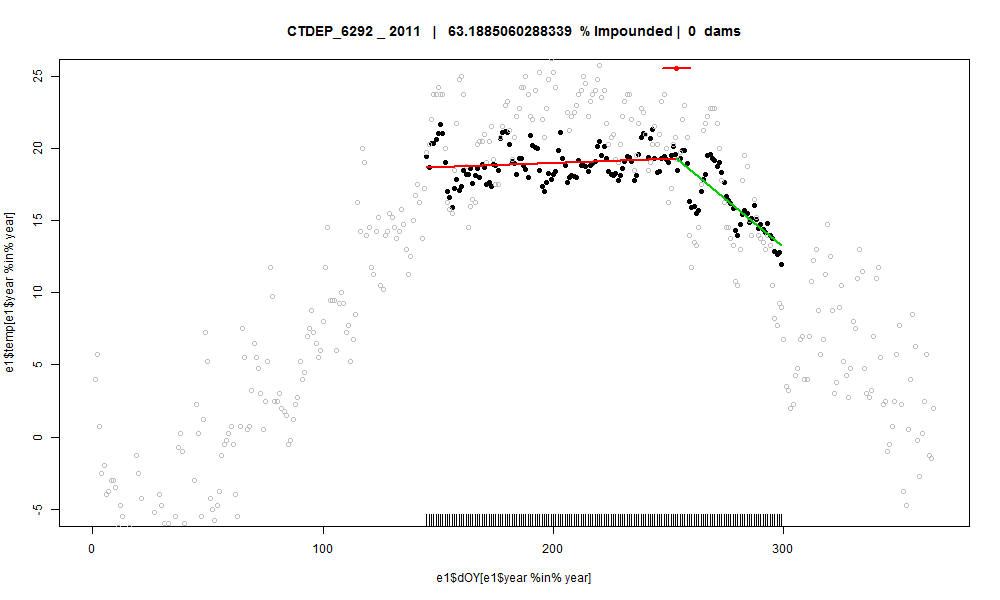 CTDEP_6292 _ 2011 | 63.1885060288339 % Impounded | 0 dams
25
20
15
10
5
0
-5
e1$temp[e1$year %in% year]
0 100 200 300
e1$dOY[e1$year %in% year]